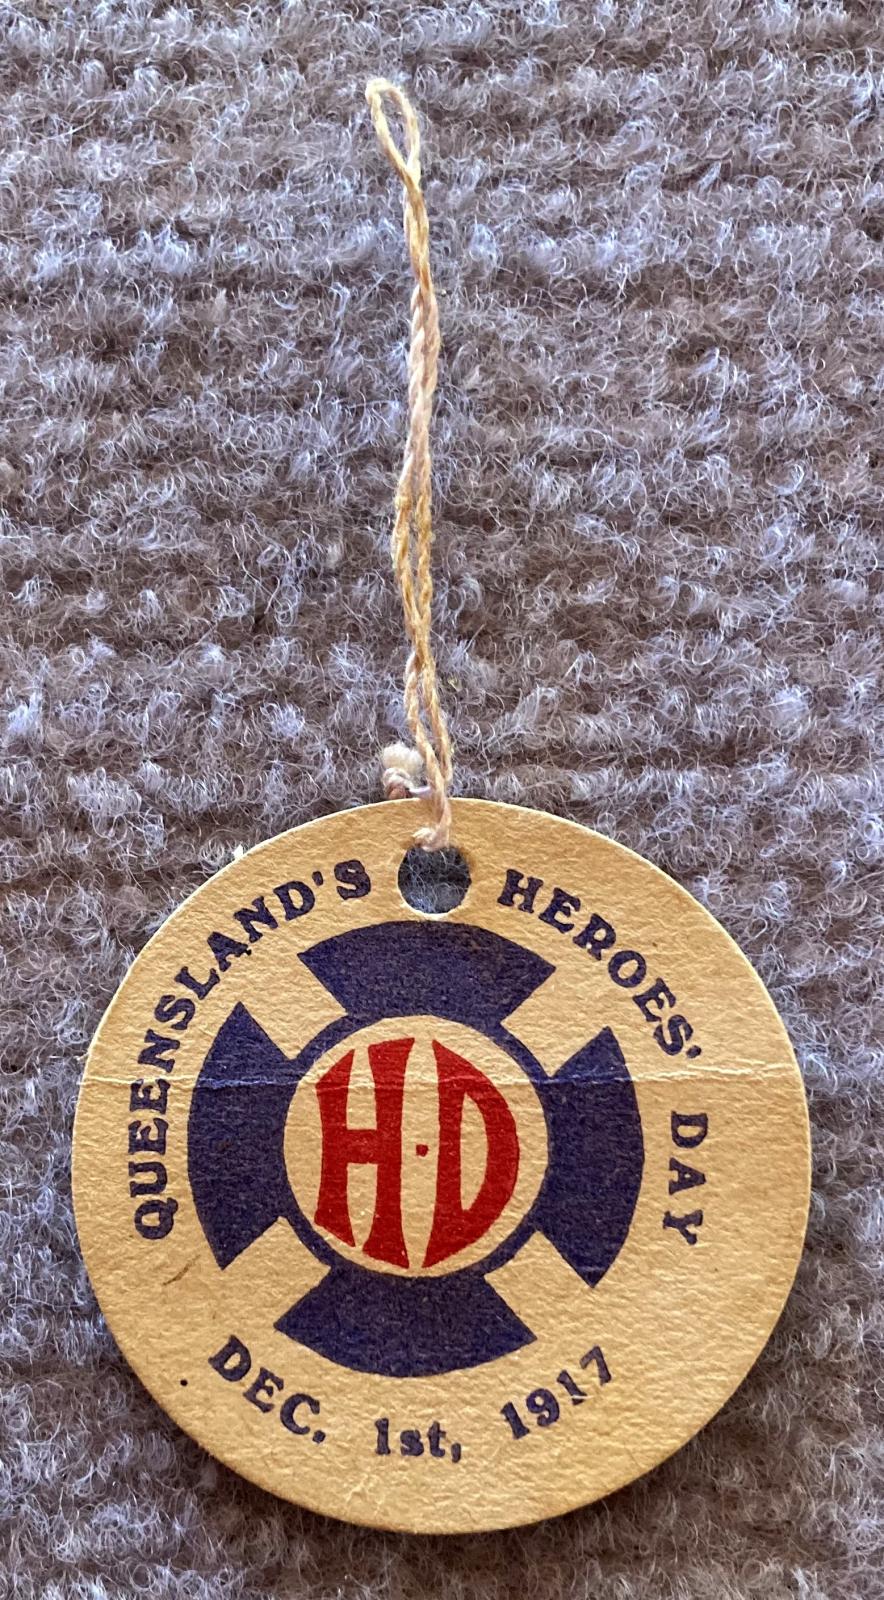 QUEENSLAND'S HEROES' DAY
H·D
DEC. 1st, 1917